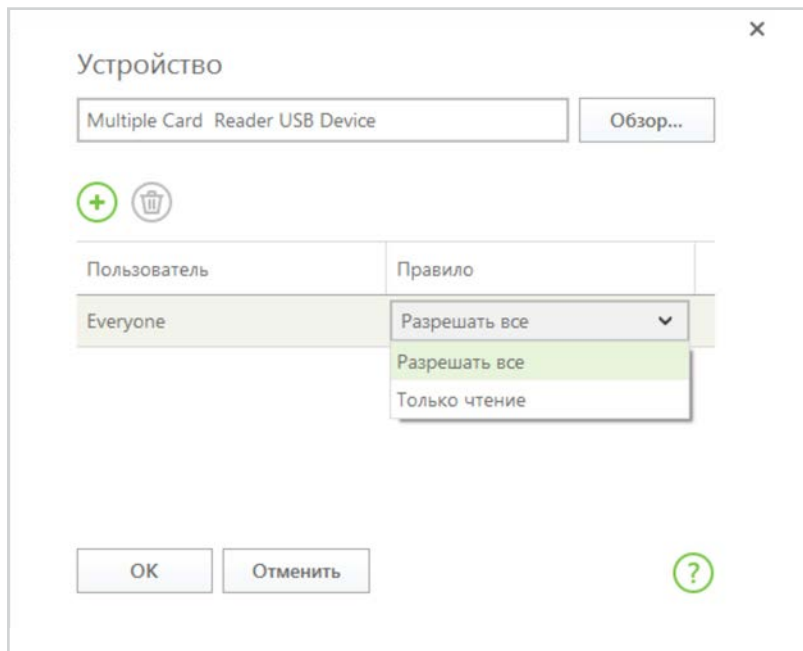 Устройство
Multiple Card Reader USB Device
Обзор...
Пользователь Правило
Everyone Разрешать все
Разрешать все
Только чтение
OK Отменить
?